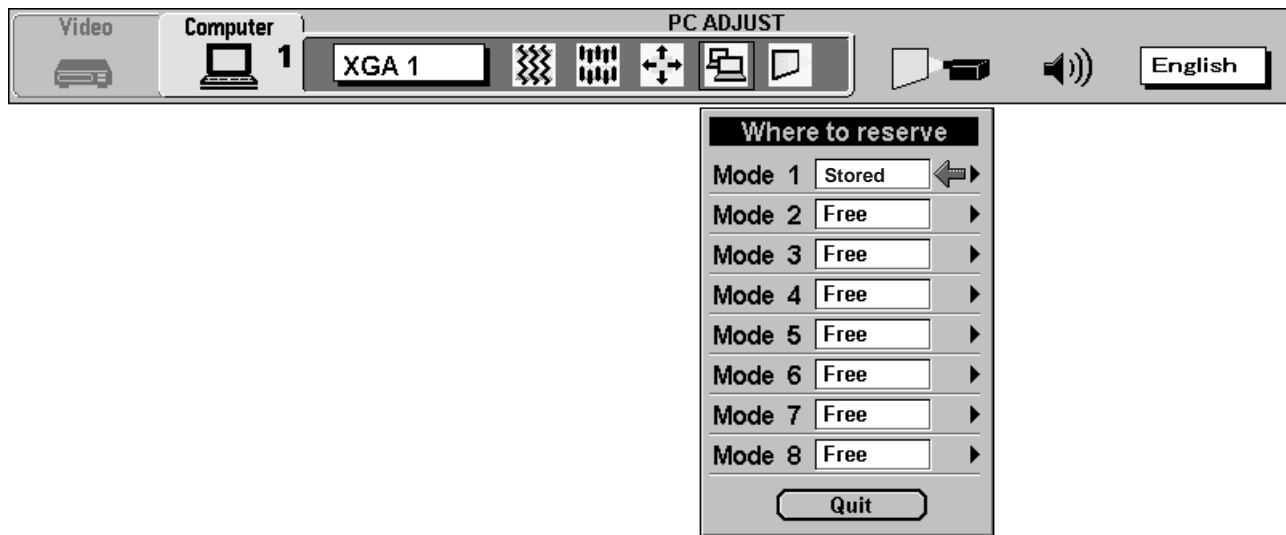 Video
Computer
1
PC ADJUST
XGA 1
English
Where to reserve
Mode 1 Stored
Mode 2 Free
Mode 3 Free
Mode 4 Free
Mode 5 Free
Mode 6 Free
Mode 7 Free
Mode 8 Free
Quit